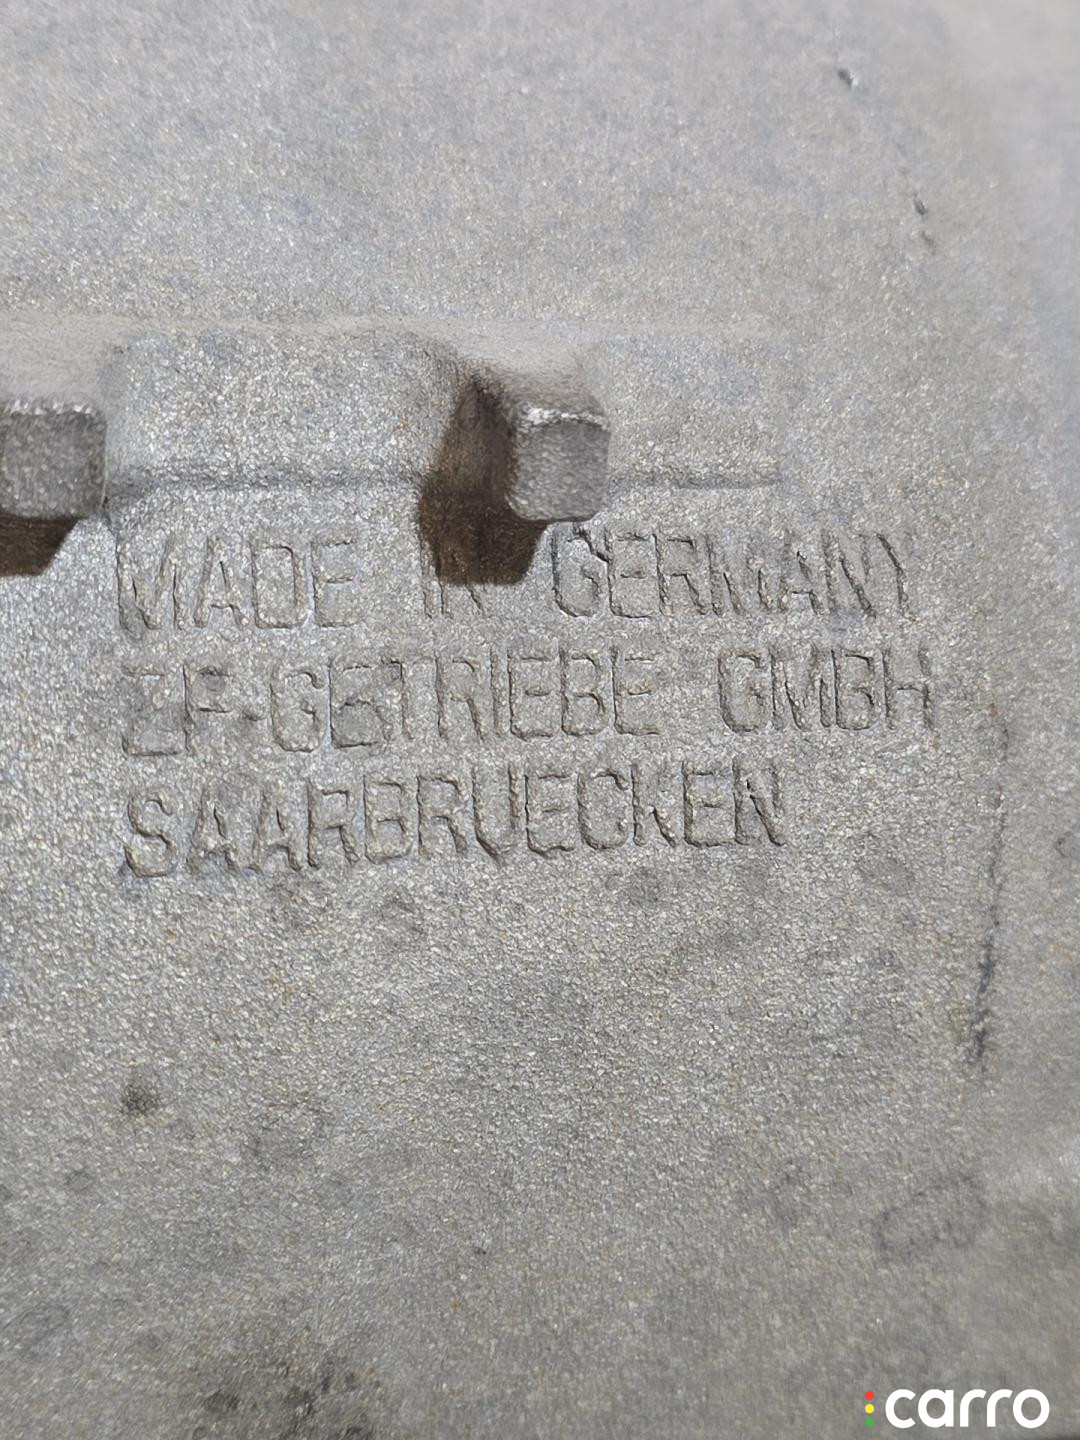 MADE IN GERMANY
ZF-GETRIEBE GMBH
SAARBRUECKEN
carro